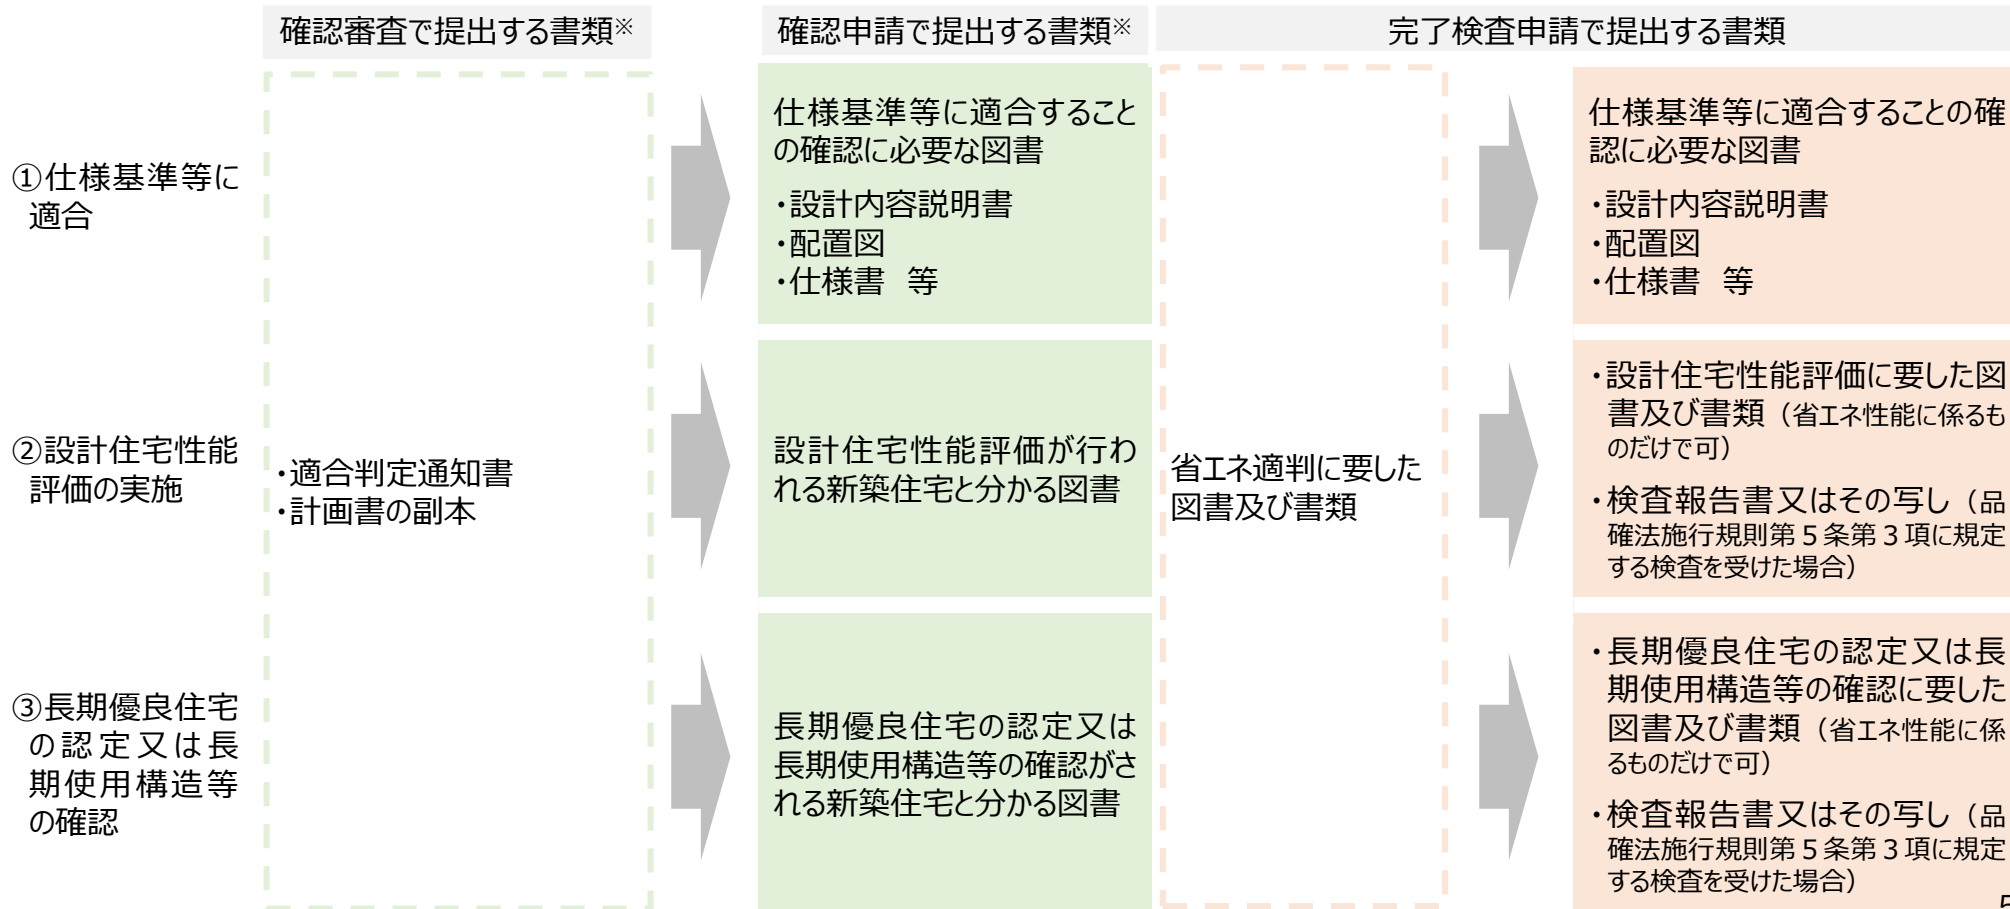 確認審査で提出する書類※
確認申請で提出する書類※
完了検査申請で提出する書類
①仕様基準等に
適合
仕様基準等に適合すること
の確認に必要な図書
・設計内容説明書
・配置図
・仕様書 等
仕様基準等に適合することの確
認に必要な図書
・設計内容説明書
・配置図
・仕様書 等
②設計住宅性能
評価の実施
・適合判定通知書
・計画書の副本
設計住宅性能評価が行わ
れる新築住宅と分かる図書
省エネ適判に要した
図書及び書類
・設計住宅性能評価に要した図
書及び書類（省エネ性能に係るも
のだけで可）
・検査報告書又はその写し（品
確法施行規則第５条第３項に規定
する検査を受けた場合）
③長期優良住宅
の認定又は長
期使用構造等
の確認
長期優良住宅の認定又は
長期使用構造等の確認がさ
れる新築住宅と分かる図書
・長期優良住宅の認定又は長
期使用構造等の確認に要した
図書及び書類（省エネ性能に係
るものだけで可）
・検査報告書又はその写し（品
確法施行規則第５条第３項に規定
する検査を受けた場合）